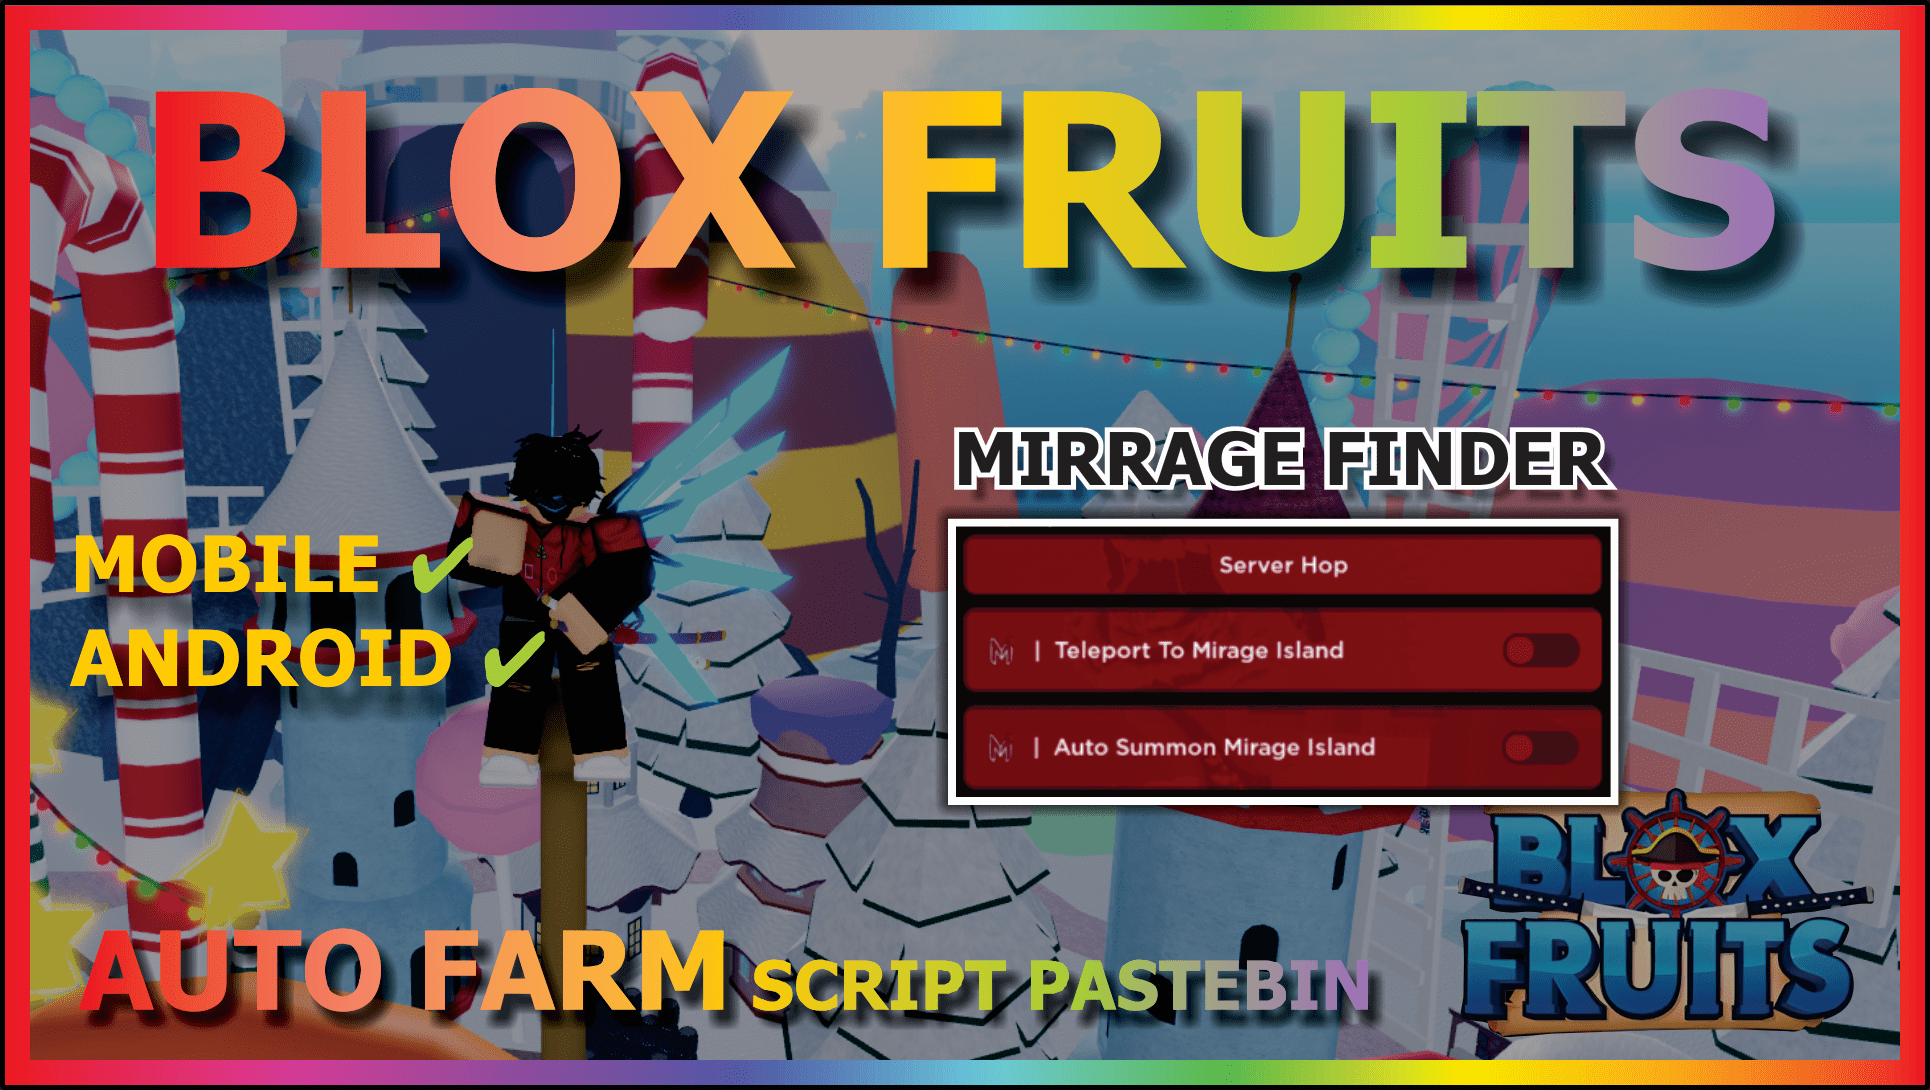 BLOX FRUITS
MIRRAGE FINDER
Server Hop
MOBILE ✓
| Teleport To Mirage Island
ANDROID ✓
| Auto Summon Mirage Island
BLOX
FRUITS
AUTO FARM SCRIPT PASTEBIN